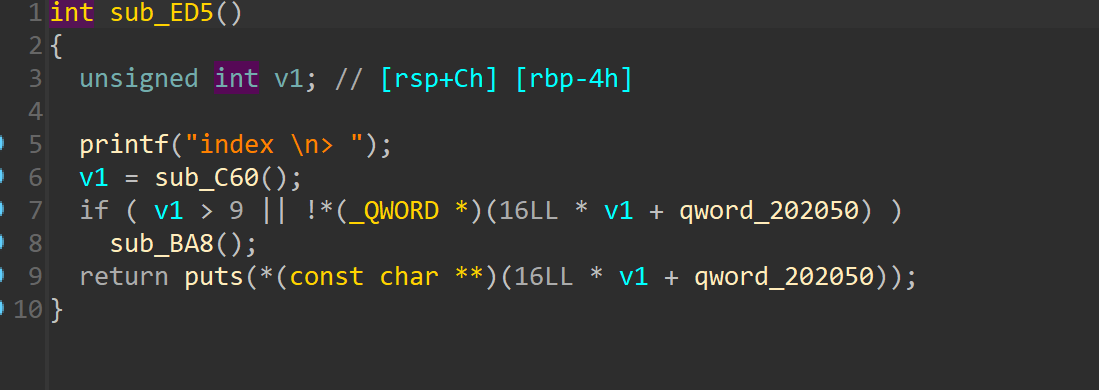 1 int sub_ED5()
2 {
3   unsigned int v1; // [rsp+Ch] [rbp-4h]
4
5   printf("index \n> ");
6   v1 = sub_C60();
7   if ( v1 > 9 || !*(_QWORD *)(16LL * v1 + qword_202050) )
8     sub_BA8();
9   return puts(*(const char **)(16LL * v1 + qword_202050));
10 }